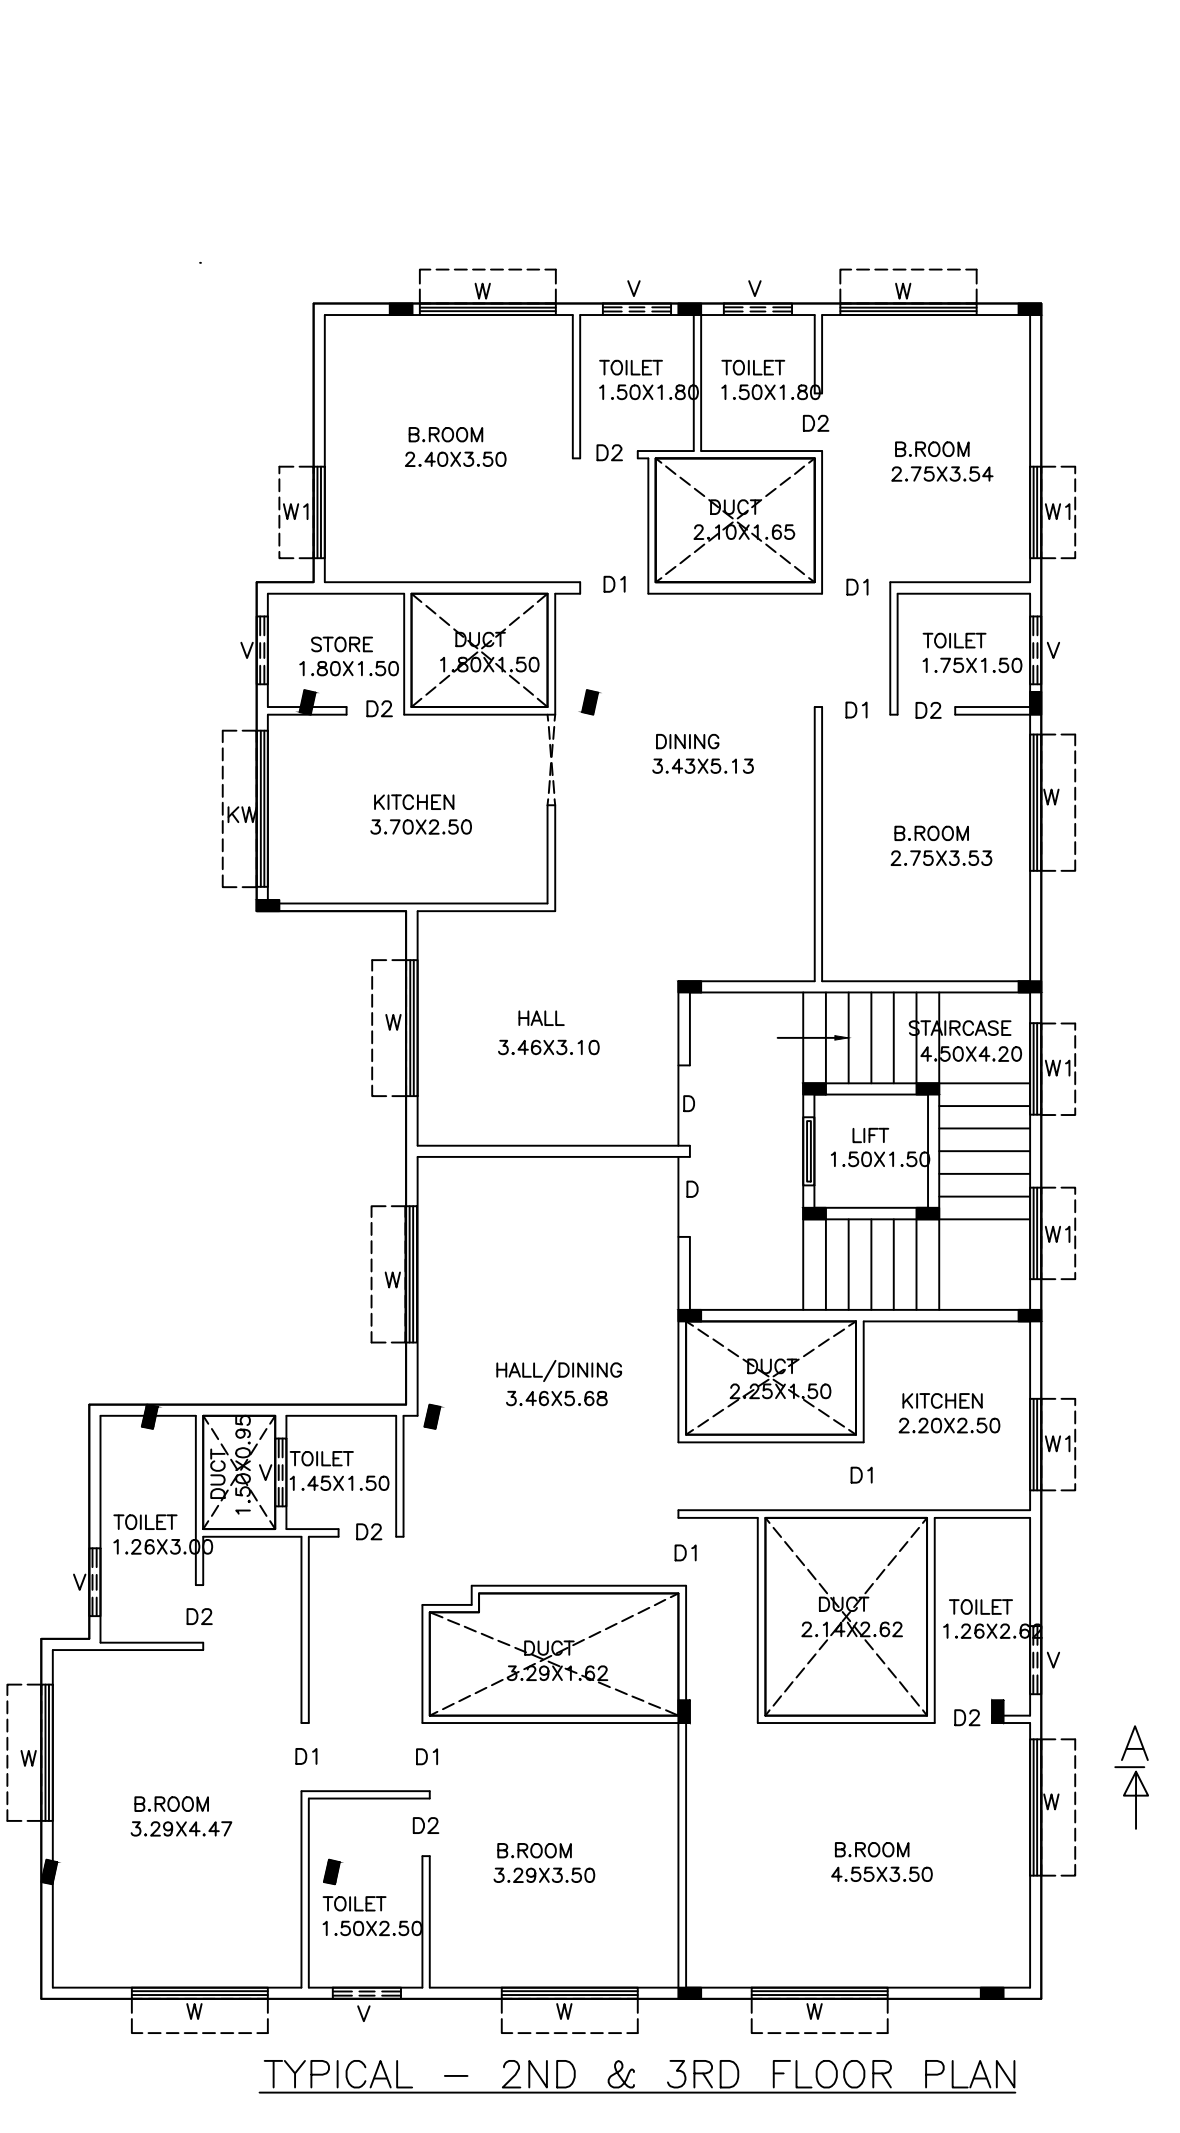 W
V
V
W
TOILET
1.50X1.80
TOILET
1.50X1.80
D2
B.ROOM
2.40X3.50
D2
B.ROOM
2.75X3.54
W1
DUCT
2.10X1.65
W1
D1
D1
V
STORE
1.80X1.50
DUCT
1.80X1.50
TOILET
1.75X1.50
V
D2
D1
D2
DINING
3.43X5.13
KW
KITCHEN
3.70X2.50
W
B.ROOM
2.75X3.53
W
HALL
3.46X3.10
STAIRCASE
4.50X4.20
W1
D
LIFT
1.50X1.50
D
W1
W
HALL/DINING
3.46X5.68
DUCT
2.25X1.50
KITCHEN
2.20X2.50
W1
DUCT
1.50X0.95
V
TOILET
1.45X1.50
D1
TOILET
1.26X3.00
D2
D1
V
D2
DUCT
3.29X1.62
DUCT
2.14X2.62
TOILET
1.26X2.62
V
D2
W
D1
D1
A
W
B.ROOM
3.29X4.47
D2
B.ROOM
3.29X3.50
B.ROOM
4.55X3.50
TOILET
1.50X2.50
W
V
W
W
TYPICAL - 2ND & 3RD FLOOR PLAN